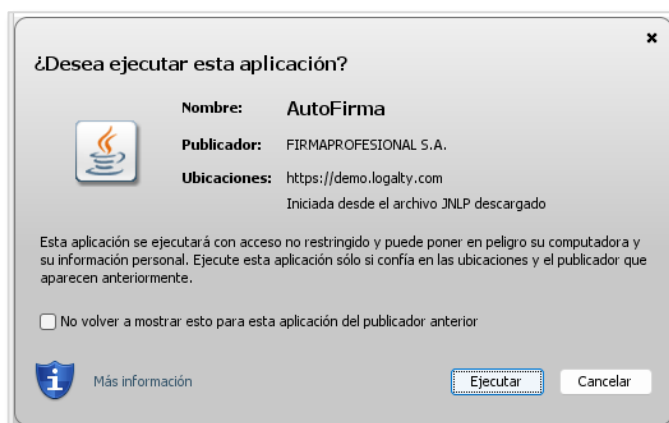 ¿Desea ejecutar esta aplicación?
Nombre: AutoFirma
Publicador: FIRMAPROFESIONAL S.A.
Ubicaciones: https://demo.logalty.com
Iniciada desde el archivo JNLP descargado
Esta aplicación se ejecutará con acceso no restringido y puede poner en peligro su computadora y
su información personal. Ejecute esta aplicación sólo si confía en las ubicaciones y el publicador que
aparecen anteriormente.
No volver a mostrar esto para esta aplicación del publicador anterior
Más información Ejecutar Cancelar